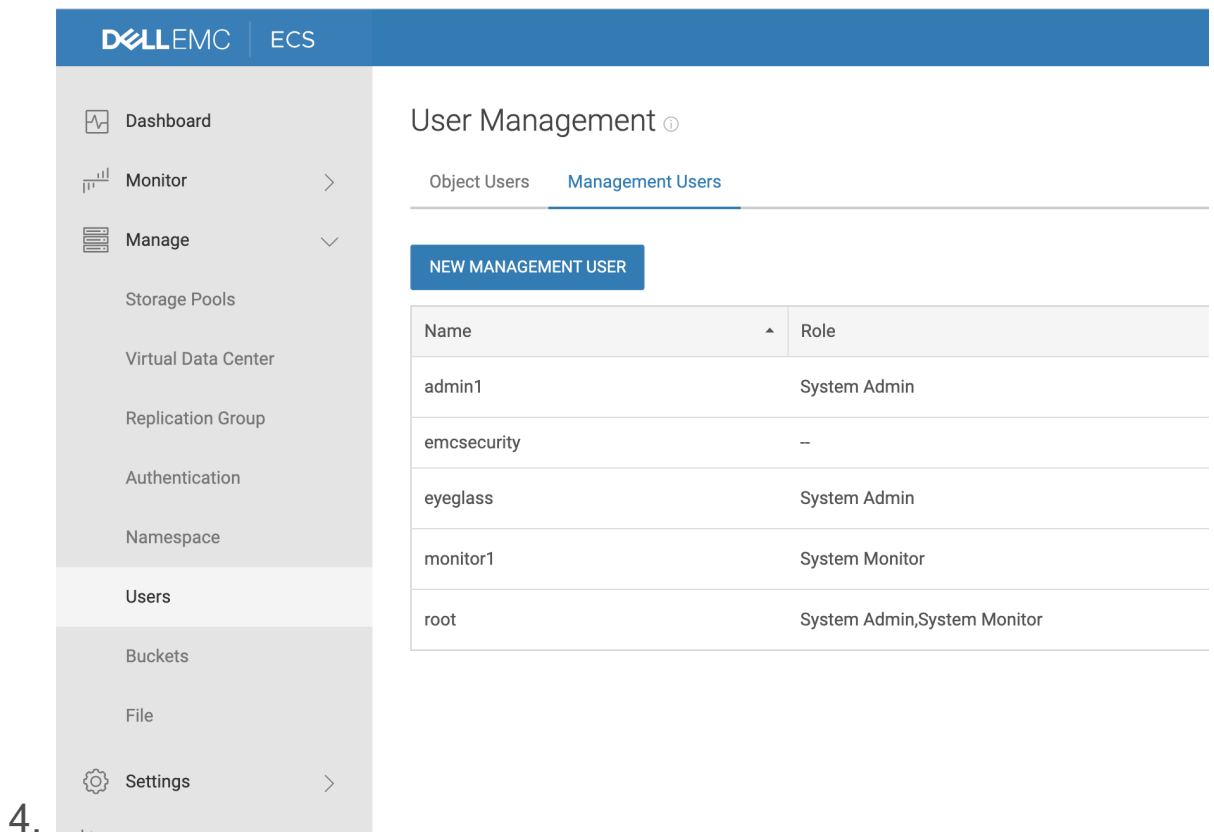 DELLEMC ECS
Dashboard
Monitor
Manage
Storage Pools
Virtual Data Center
Replication Group
Authentication
Namespace
Users
Buckets
File
Settings
User Management
Object Users Management Users
NEW MANAGEMENT USER
Name Role
admin1 System Admin
emcsecurity --
eyeglass System Admin
monitor1 System Monitor
root System Admin,System Monitor
4.